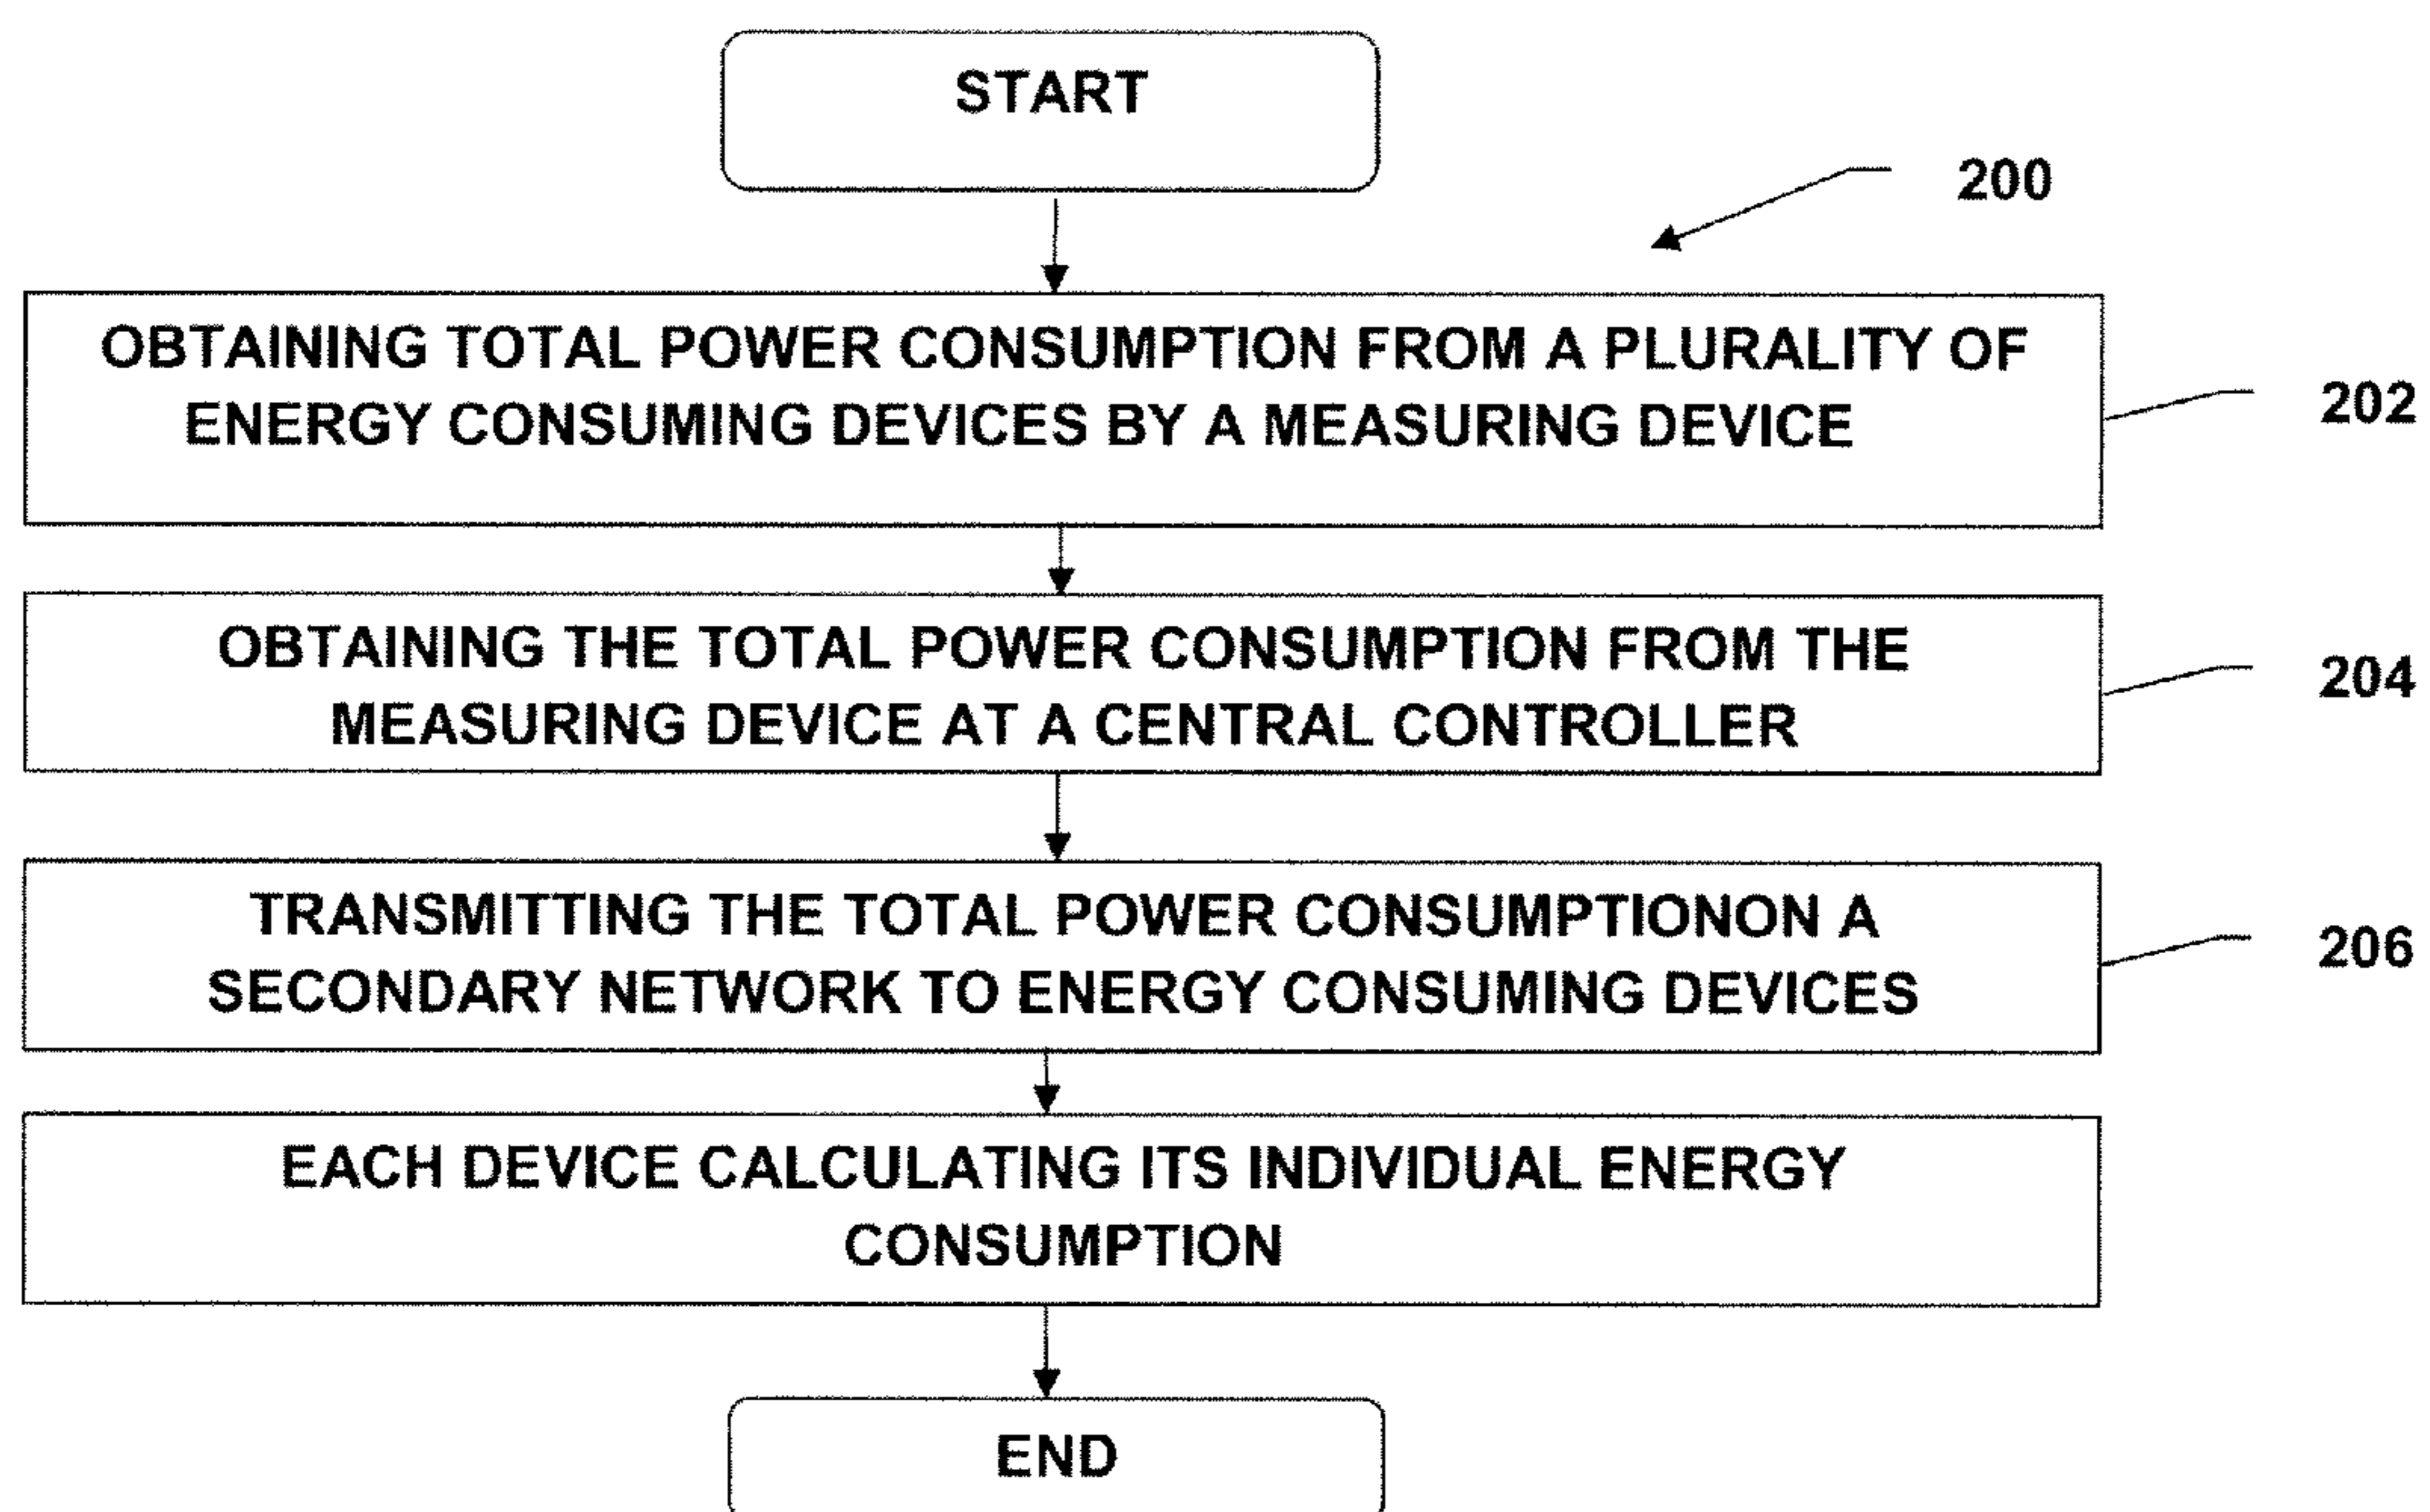 START
200
OBTAINING TOTAL POWER CONSUMPTION FROM A PLURALITY OF
ENERGY CONSUMING DEVICES BY A MEASURING DEVICE
202
OBTAINING THE TOTAL POWER CONSUMPTION FROM THE
MEASURING DEVICE AT A CENTRAL CONTROLLER
204
TRANSMITTING THE TOTAL POWER CONSUMPTIONON A
SECONDARY NETWORK TO ENERGY CONSUMING DEVICES
206
EACH DEVICE CALCULATING ITS INDIVIDUAL ENERGY
CONSUMPTION
END